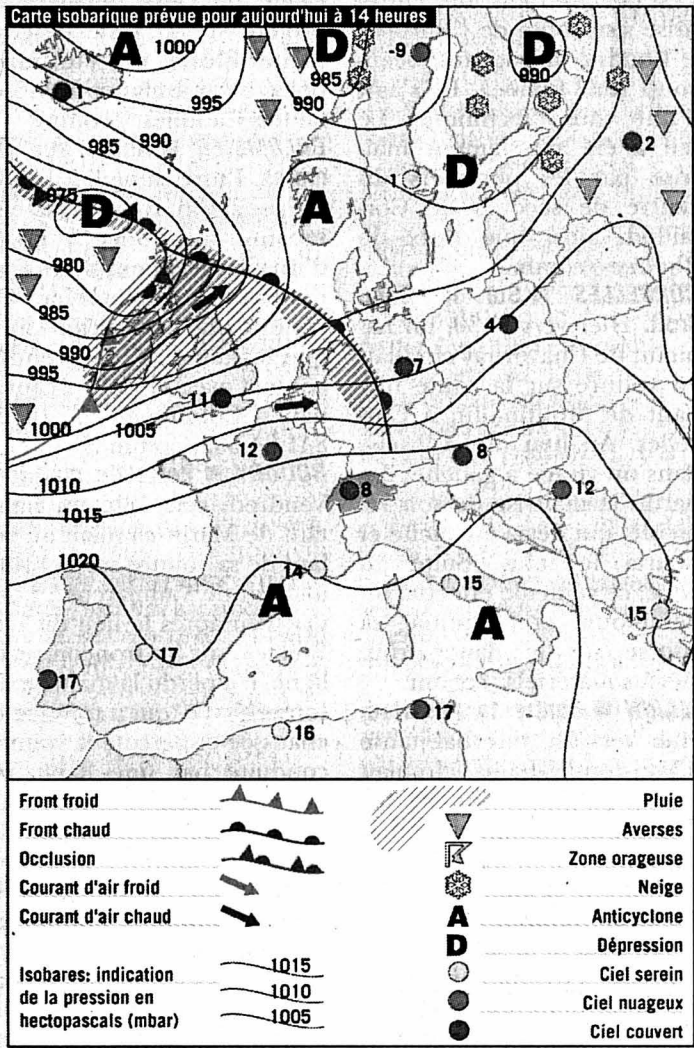 Carte isobarique prévue pour aujourd'hui à 14 heures
A
1000
D
-9
D
1
985
990
995
990
985
990
2
1
D
A
975
D
980
985
4
990
7
995
11
1000
1005
12
8
1010
8
12
1015
1020
14
A
15
A
15
17
17
17
16
Front froid
Front chaud
Occlusion
Courant d'air froid
Courant d'air chaud
Isobares: indication
de la pression en
hectopascals (mbar)
1015
1010
1005
Pluie
Averses
Zone orageuse
Neige
A Anticyclone
D Dépression
Ciel serein
Ciel nuageux
Ciel couvert